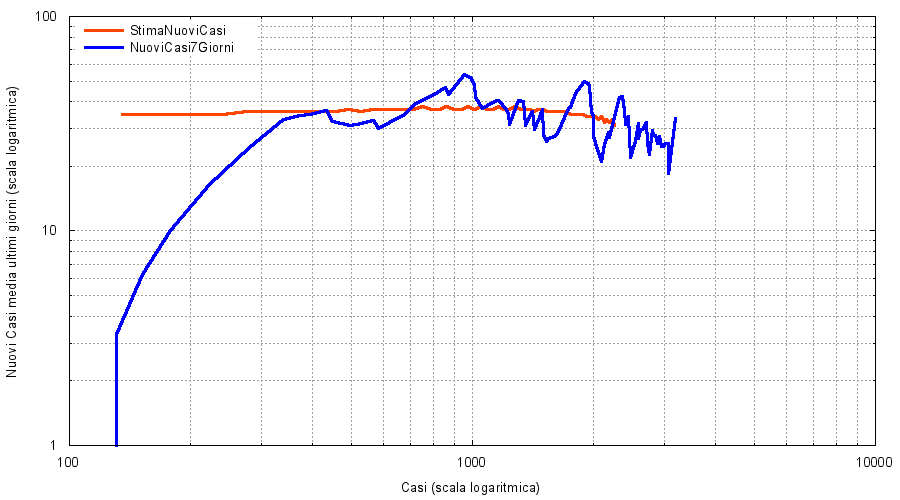 StimaNuoviCasi
NuoviCasi7Giorni
100
10
1
Nuovi Casi media ultimi giorni (scala logaritmica)
100
1000
10000
Casi (scala logaritmica)